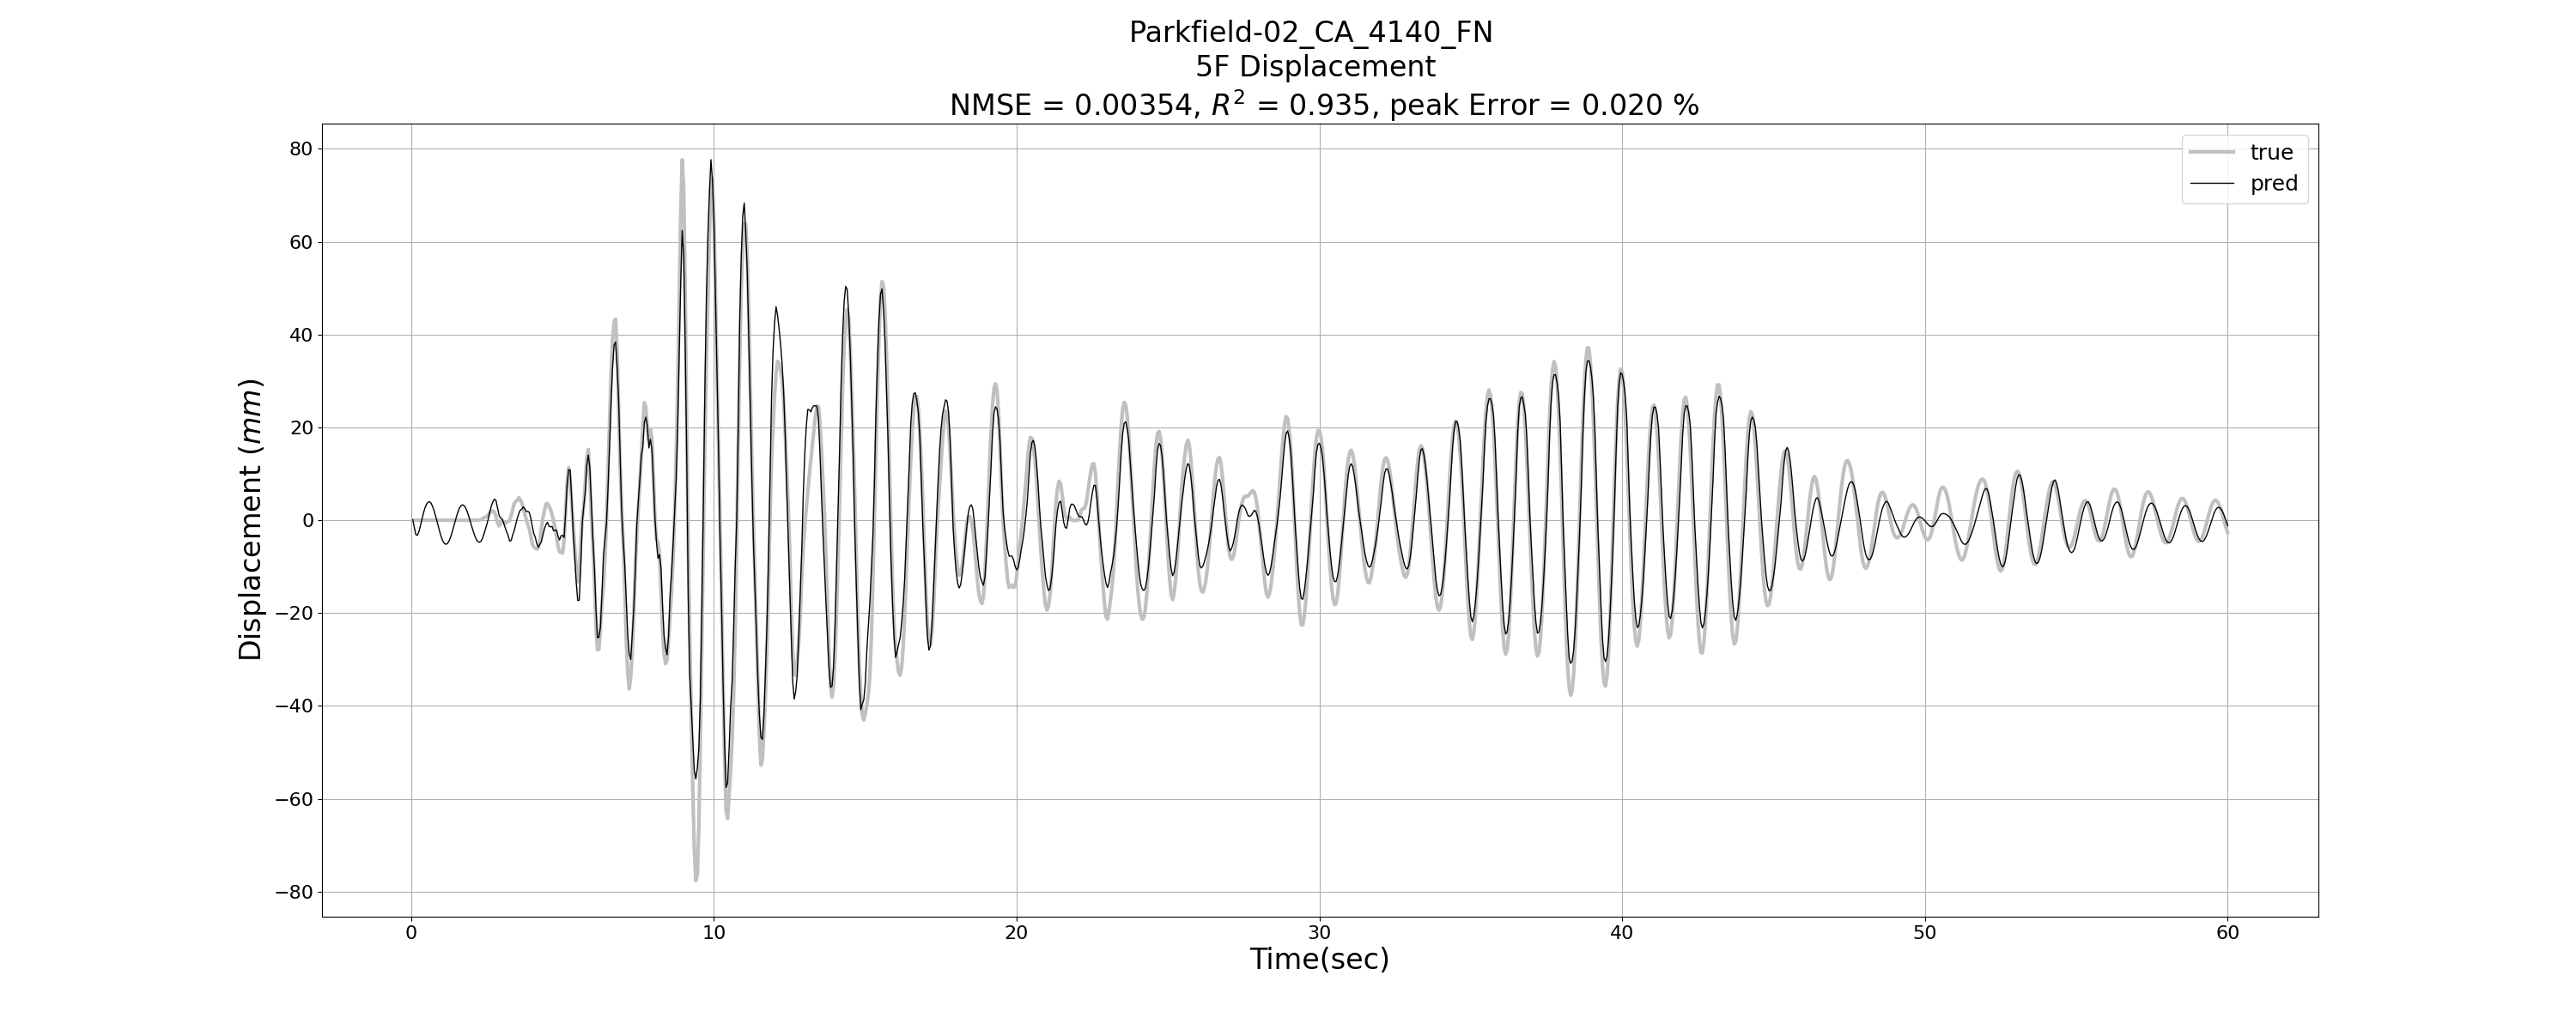 Parkfield-02_CA_4140_FN
5F Displacement
NMSE = 0.00354, R² = 0.935, peak Error = 0.020 %
80
60
40
20
0
−20
−40
−60
−80
Displacement (mm)
true
pred
0 10 20 30 40 50 60
Time(sec)